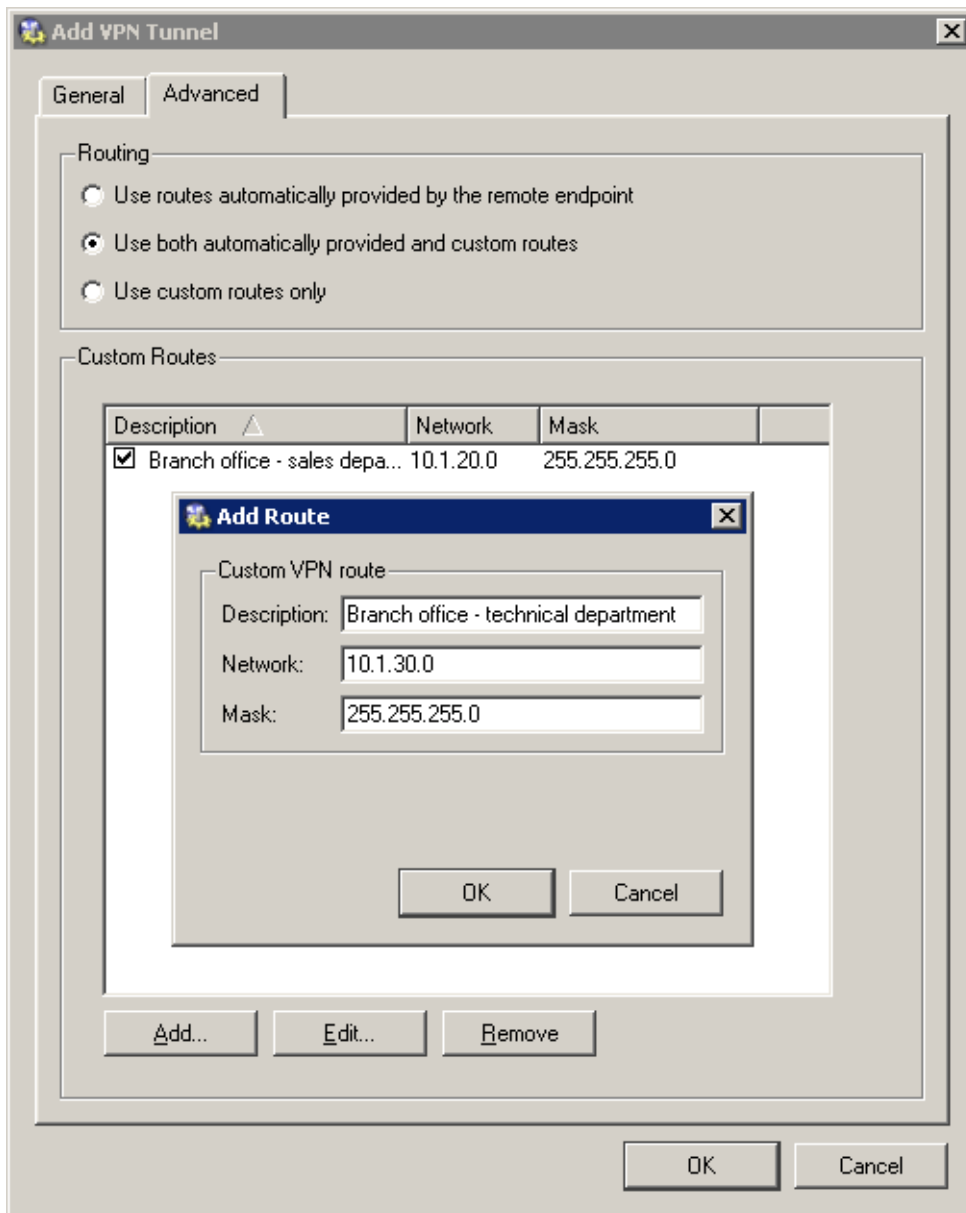 Add VPN Tunnel
General Advanced
Routing
Use routes automatically provided by the remote endpoint
Use both automatically provided and custom routes
Use custom routes only
Custom Routes
Description Network Mask
Branch office - sales depa... 10.1.20.0 255.255.255.0
Add Route
Custom VPN route
Description: Branch office - technical department
Network: 10.1.30.0
Mask: 255.255.255.0
OK Cancel
Add... Edit... Remove
OK Cancel